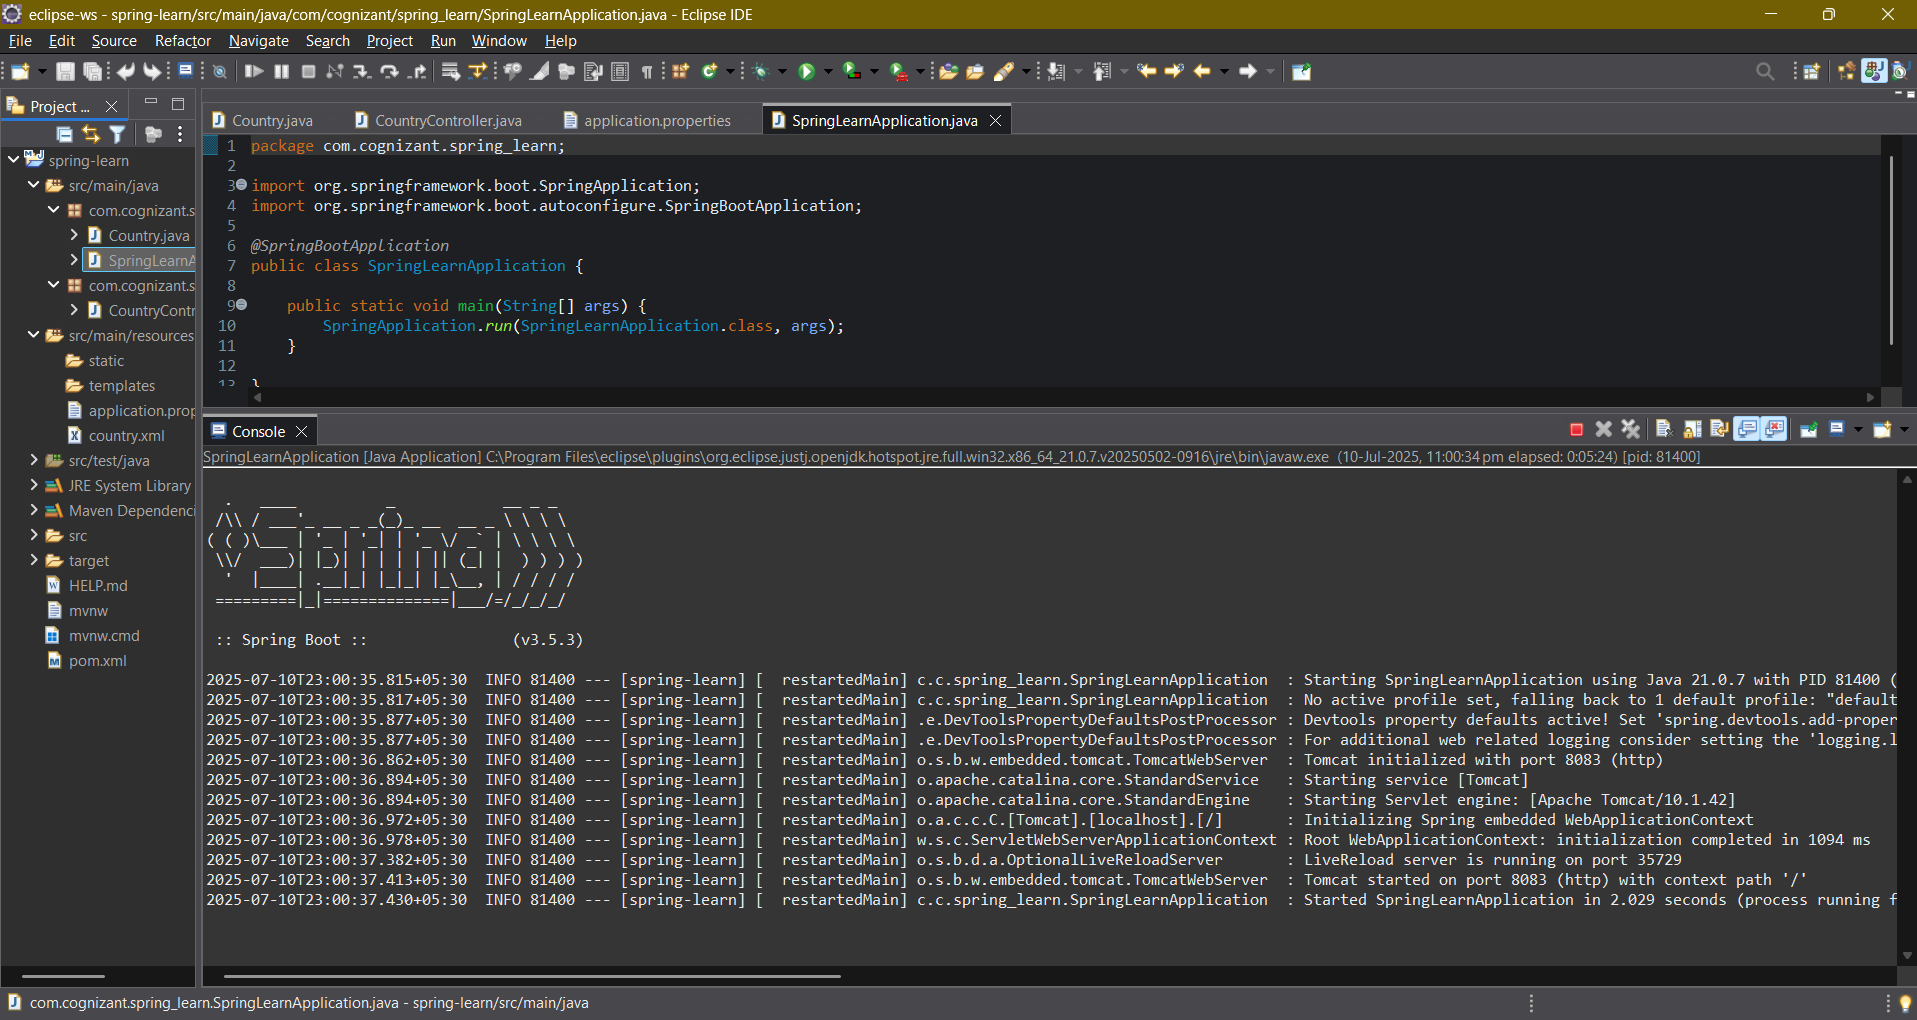 eclipse-ws - spring-learn/src/main/java/com/cognizant/spring_learn/SpringLearnApplication.java - Eclipse IDE
File Edit Source Refactor Navigate Search Project Run Window Help
Project ...
spring-learn
src/main/java
com.cognizant.s
Country.java
SpringLearnA
com.cognizant.s
CountryContr
src/main/resources
static
templates
application.prop
country.xml
src/test/java
JRE System Library
Maven Dependenci
src
target
HELP.md
mvnw
mvnw.cmd
pom.xml
Country.java CountryController.java application.properties SpringLearnApplication.java
1 package com.cognizant.spring_learn;
2
3 import org.springframework.boot.SpringApplication;
4 import org.springframework.boot.autoconfigure.SpringBootApplication;
5
6 @SpringBootApplication
7 public class SpringLearnApplication {
8
9 public static void main(String[] args) {
10 SpringApplication.run(SpringLearnApplication.class, args);
11 }
12
13 }
Console
SpringLearnApplication [Java Application] C:\Program Files\eclipse\plugins\org.eclipse.justj.openjdk.hotspot.jre.full.win32.x86_64_21.0.7.v20250502-0916\jre\bin\javaw.exe (10-Jul-2025, 11:00:34 pm elapsed: 0:05:24) [pid: 81400]
Spring
:: Spring Boot :: (v3.5.3)
2025-07-10T23:00:35.815+05:30 INFO 81400 --- [spring-learn] [ restartedMain] c.c.spring_learn.SpringLearnApplication : Starting SpringLearnApplication using Java 21.0.7 with PID 81400 (
2025-07-10T23:00:35.817+05:30 INFO 81400 --- [spring-learn] [ restartedMain] c.c.spring_learn.SpringLearnApplication : No active profile set, falling back to 1 default profile: "default
2025-07-10T23:00:35.877+05:30 INFO 81400 --- [spring-learn] [ restartedMain] .e.DevToolsPropertyDefaultsPostProcessor : Devtools property defaults active! Set 'spring.devtools.add-proper
2025-07-10T23:00:35.877+05:30 INFO 81400 --- [spring-learn] [ restartedMain] .e.DevToolsPropertyDefaultsPostProcessor : For additional web related logging consider setting the 'logging.l
2025-07-10T23:00:36.862+05:30 INFO 81400 --- [spring-learn] [ restartedMain] o.s.b.w.embedded.tomcat.TomcatWebServer : Tomcat initialized with port 8083 (http)
2025-07-10T23:00:36.894+05:30 INFO 81400 --- [spring-learn] [ restartedMain] o.apache.catalina.core.StandardService : Starting service [Tomcat]
2025-07-10T23:00:36.894+05:30 INFO 81400 --- [spring-learn] [ restartedMain] o.apache.catalina.core.StandardEngine : Starting Servlet engine: [Apache Tomcat/10.1.42]
2025-07-10T23:00:36.972+05:30 INFO 81400 --- [spring-learn] [ restartedMain] o.a.c.c.C.[Tomcat].[localhost].[/] : Initializing Spring embedded WebApplicationContext
2025-07-10T23:00:36.978+05:30 INFO 81400 --- [spring-learn] [ restartedMain] w.s.c.ServletWebServerApplicationContext : Root WebApplicationContext: initialization completed in 1094 ms
2025-07-10T23:00:37.382+05:30 INFO 81400 --- [spring-learn] [ restartedMain] o.s.b.d.a.OptionalLiveReloadServer : LiveReload server is running on port 35729
2025-07-10T23:00:37.413+05:30 INFO 81400 --- [spring-learn] [ restartedMain] o.s.b.w.embedded.tomcat.TomcatWebServer : Tomcat started on port 8083 (http) with context path '/'
2025-07-10T23:00:37.430+05:30 INFO 81400 --- [spring-learn] [ restartedMain] c.c.spring_learn.SpringLearnApplication : Started SpringLearnApplication in 2.029 seconds (process running f
com.cognizant.spring_learn.SpringLearnApplication.java - spring-learn/src/main/java